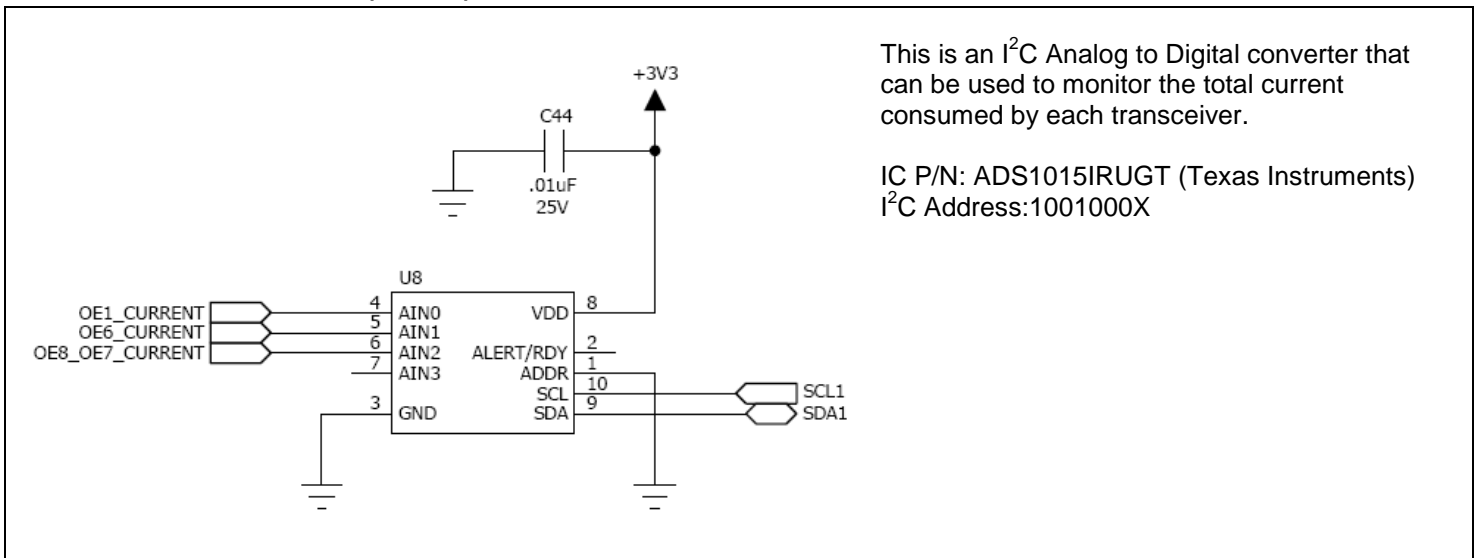 This is an I²C Analog to Digital converter that
can be used to monitor the total current
consumed by each transceiver.
IC P/N: ADS1015IRUGT (Texas Instruments)
I²C Address:1001000X
+3V3
C44
.01uF
25V
U8
OE1_CURRENT 4 AIN0 VDD 8
OE6_CURRENT 5 AIN1
OE8_OE7_CURRENT 6 AIN2 ALERT/RDY 2
7 AIN3 ADDR 1
SCL 10 SCL1
3 GND SDA 9 SDA1